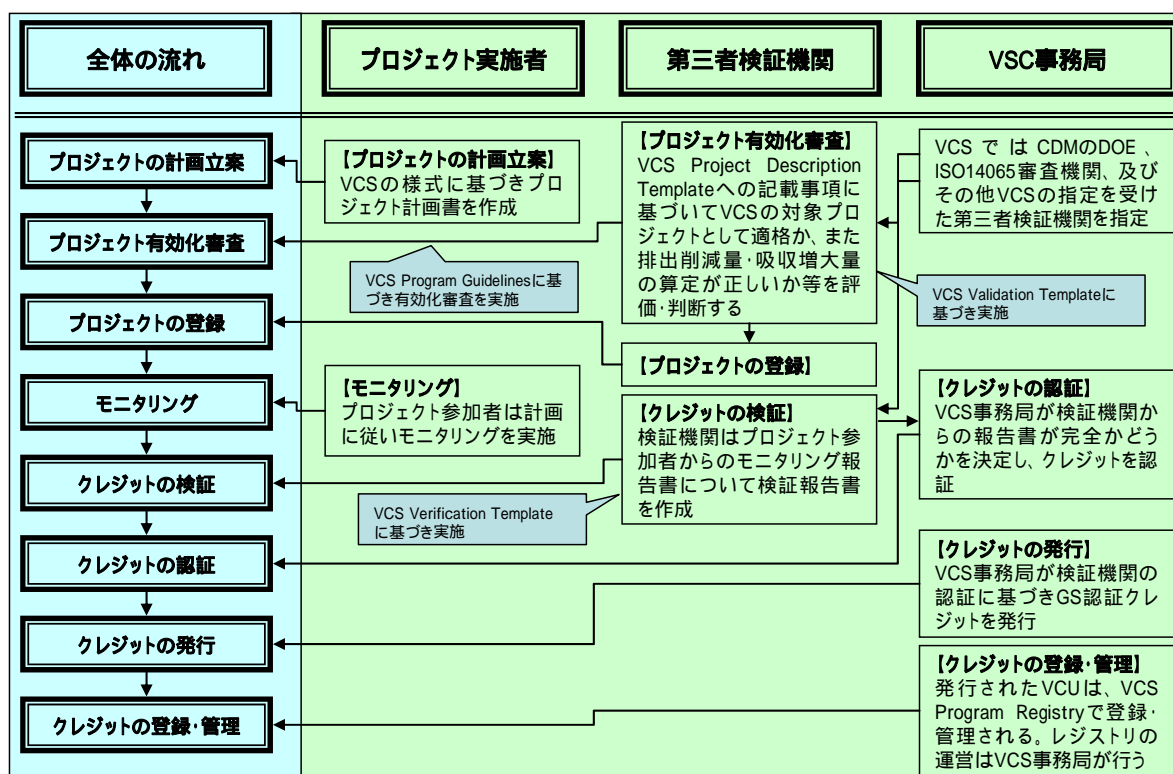 全体の流れ
プロジェクト実施者
第三者検証機関
VSC事務局
プロジェクトの計画立案
プロジェクト有効化審査
プロジェクトの登録
モニタリング
クレジットの検証
クレジットの認証
クレジットの発行
クレジットの登録・管理
【プロジェクトの計画立案】
VCSの様式に基づきプロ
ジェクト計画書を作成
VCS Program Guidelinesに基
づき有効化審査を実施
【モニタリング】
プロジェクト参加者は計画
に従いモニタリングを実施
VCS Verification Template
に基づき実施
【プロジェクト有効化審査】
VCS Project Description
Templateへの記載事項に
基づいてVCSの対象プロ
ジェクトとして適格か、また
排出削減量・吸収増大量
の算定が正しいか等を評
価・判断する
【プロジェクトの登録】
【クレジットの検証】
検証機関はプロジェクト参
加者からのモニタリング報
告書について検証報告書
を作成
VCS では CDMのDOE、
ISO14065審査機関、及び
その他VCSの指定を受け
た第三者検証機関を指定
VCS Validation Templateに
基づき実施
【クレジットの認証】
VCS事務局が検証機関か
らの報告書が完全かどう
かを決定し、クレジットを認
証
【クレジットの発行】
VCS事務局が検証機関の
認証に基づきGS認証クレ
ジットを発行
【クレジットの登録・管理】
発行されたVCUは、VCS
Program Registryで登録・
管理される。レジストリの
運営はVCS事務局が行う